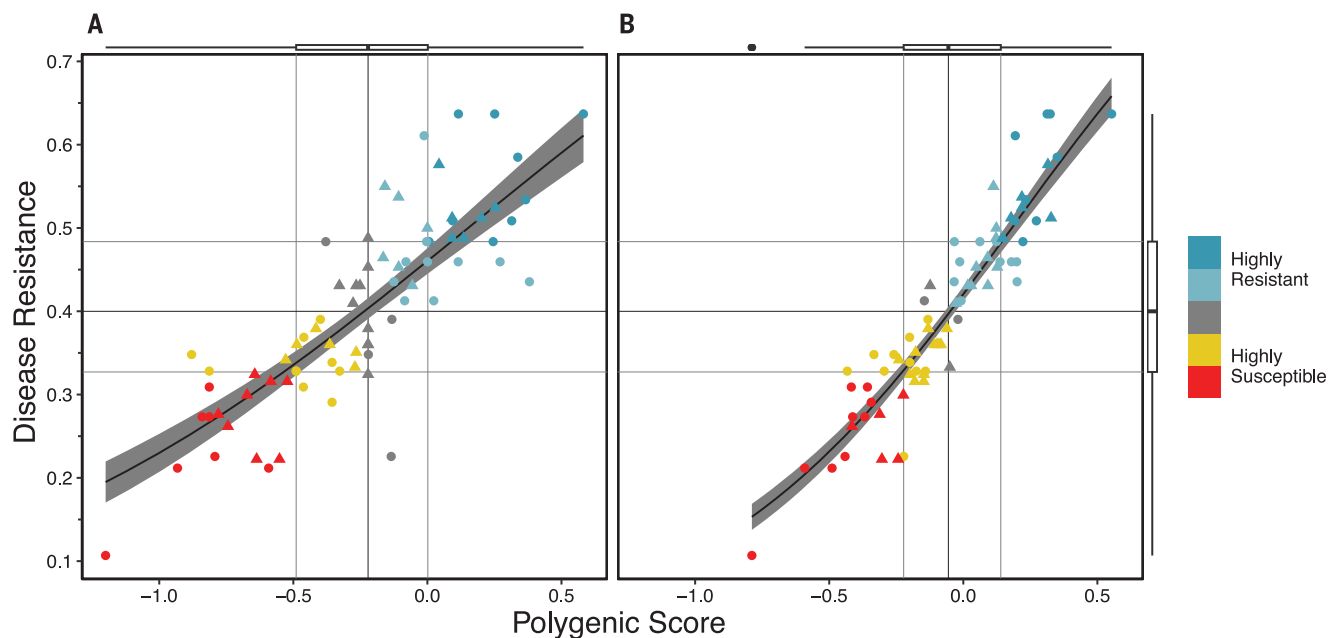 A
B
0.7
0.6
0.5
0.4
0.3
0.2
0.1
Disease Resistance
−1.0
−0.5
0.0
0.5
−1.0
−0.5
0.0
0.5
Polygenic Score
Highly
Resistant
Highly
Susceptible